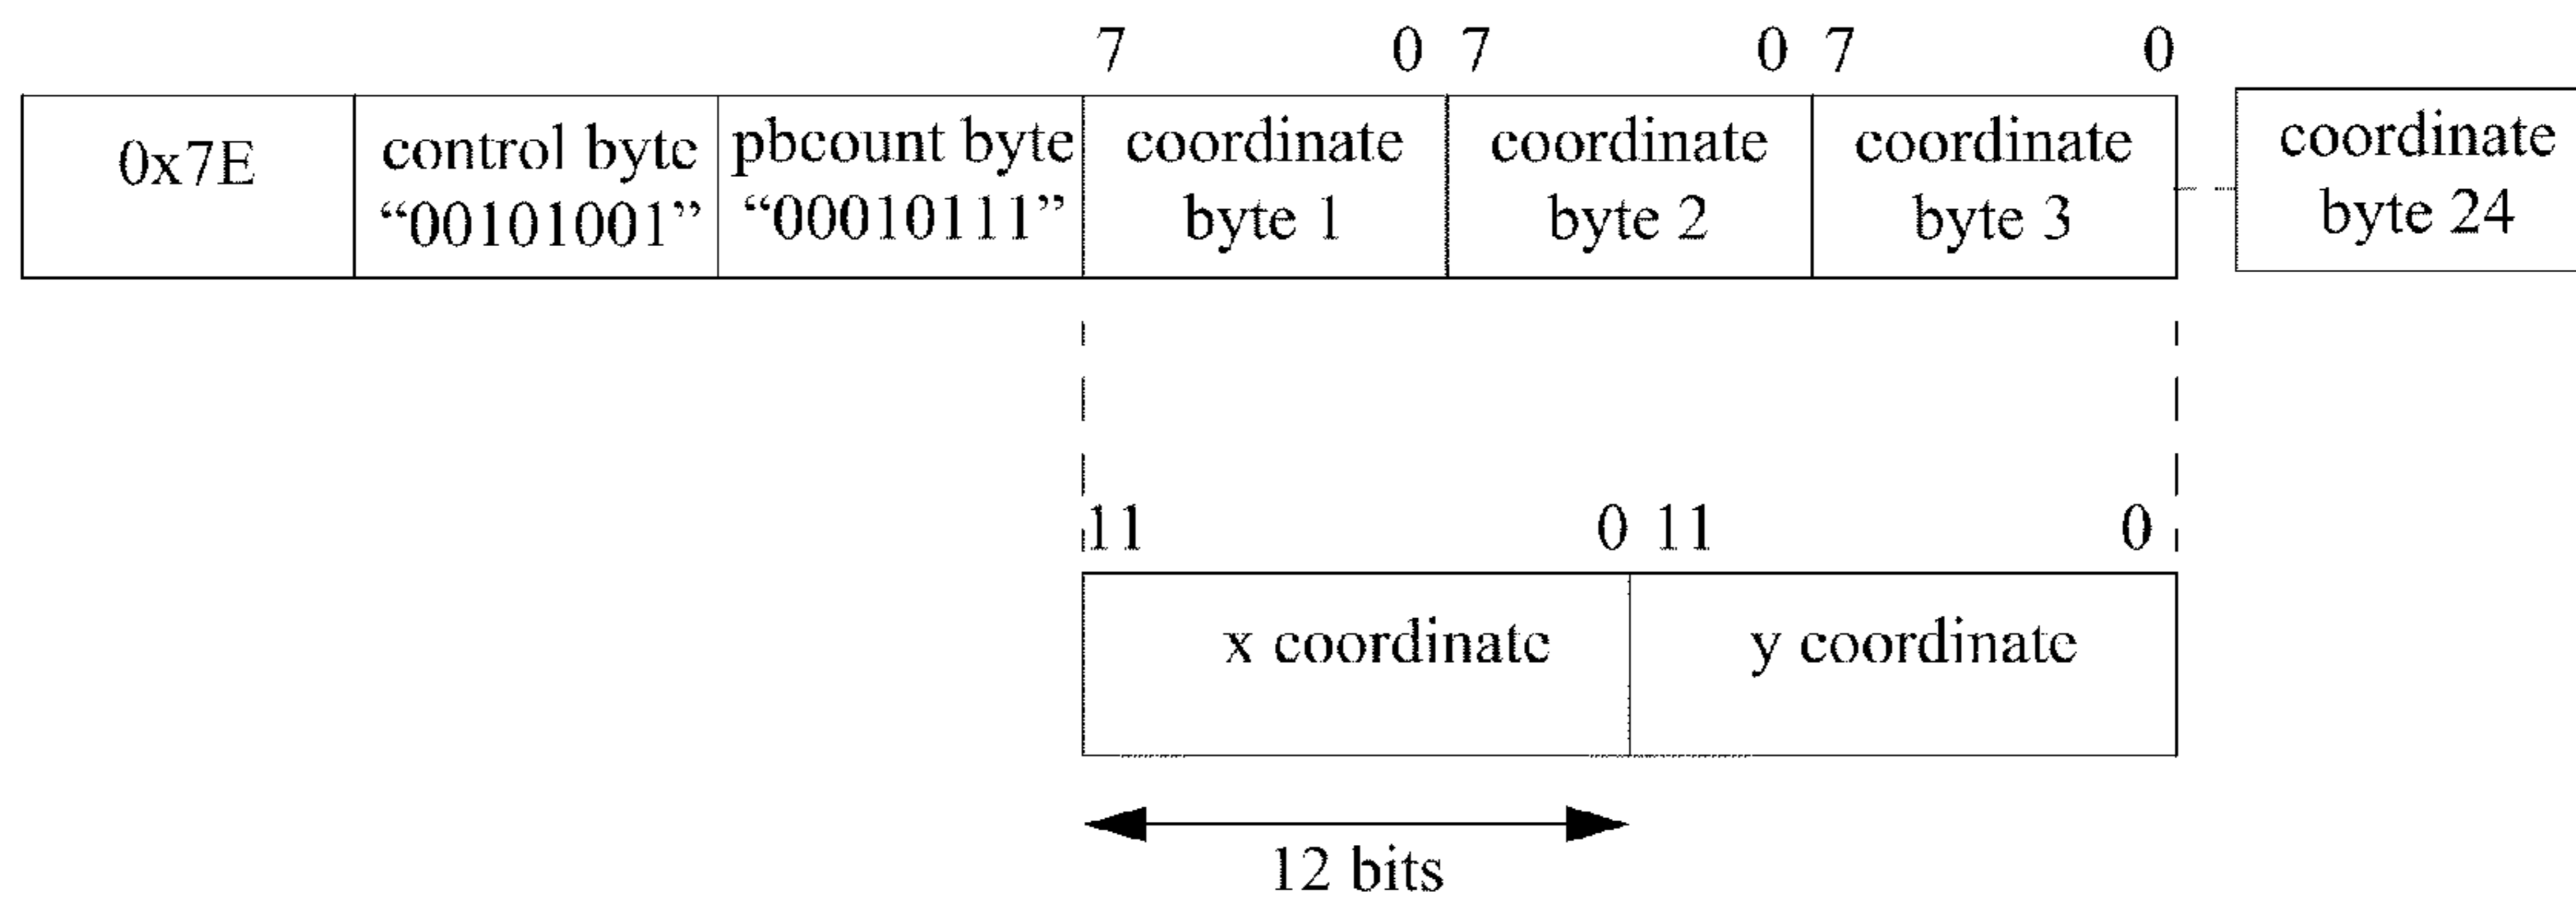 7 0 7 0 7 0
0x7E
control byte
“00101001”
pbcount byte
“00010111”
coordinate
byte 1
coordinate
byte 2
coordinate
byte 3
coordinate
byte 24
11 0 11 0
x coordinate
y coordinate
12 bits